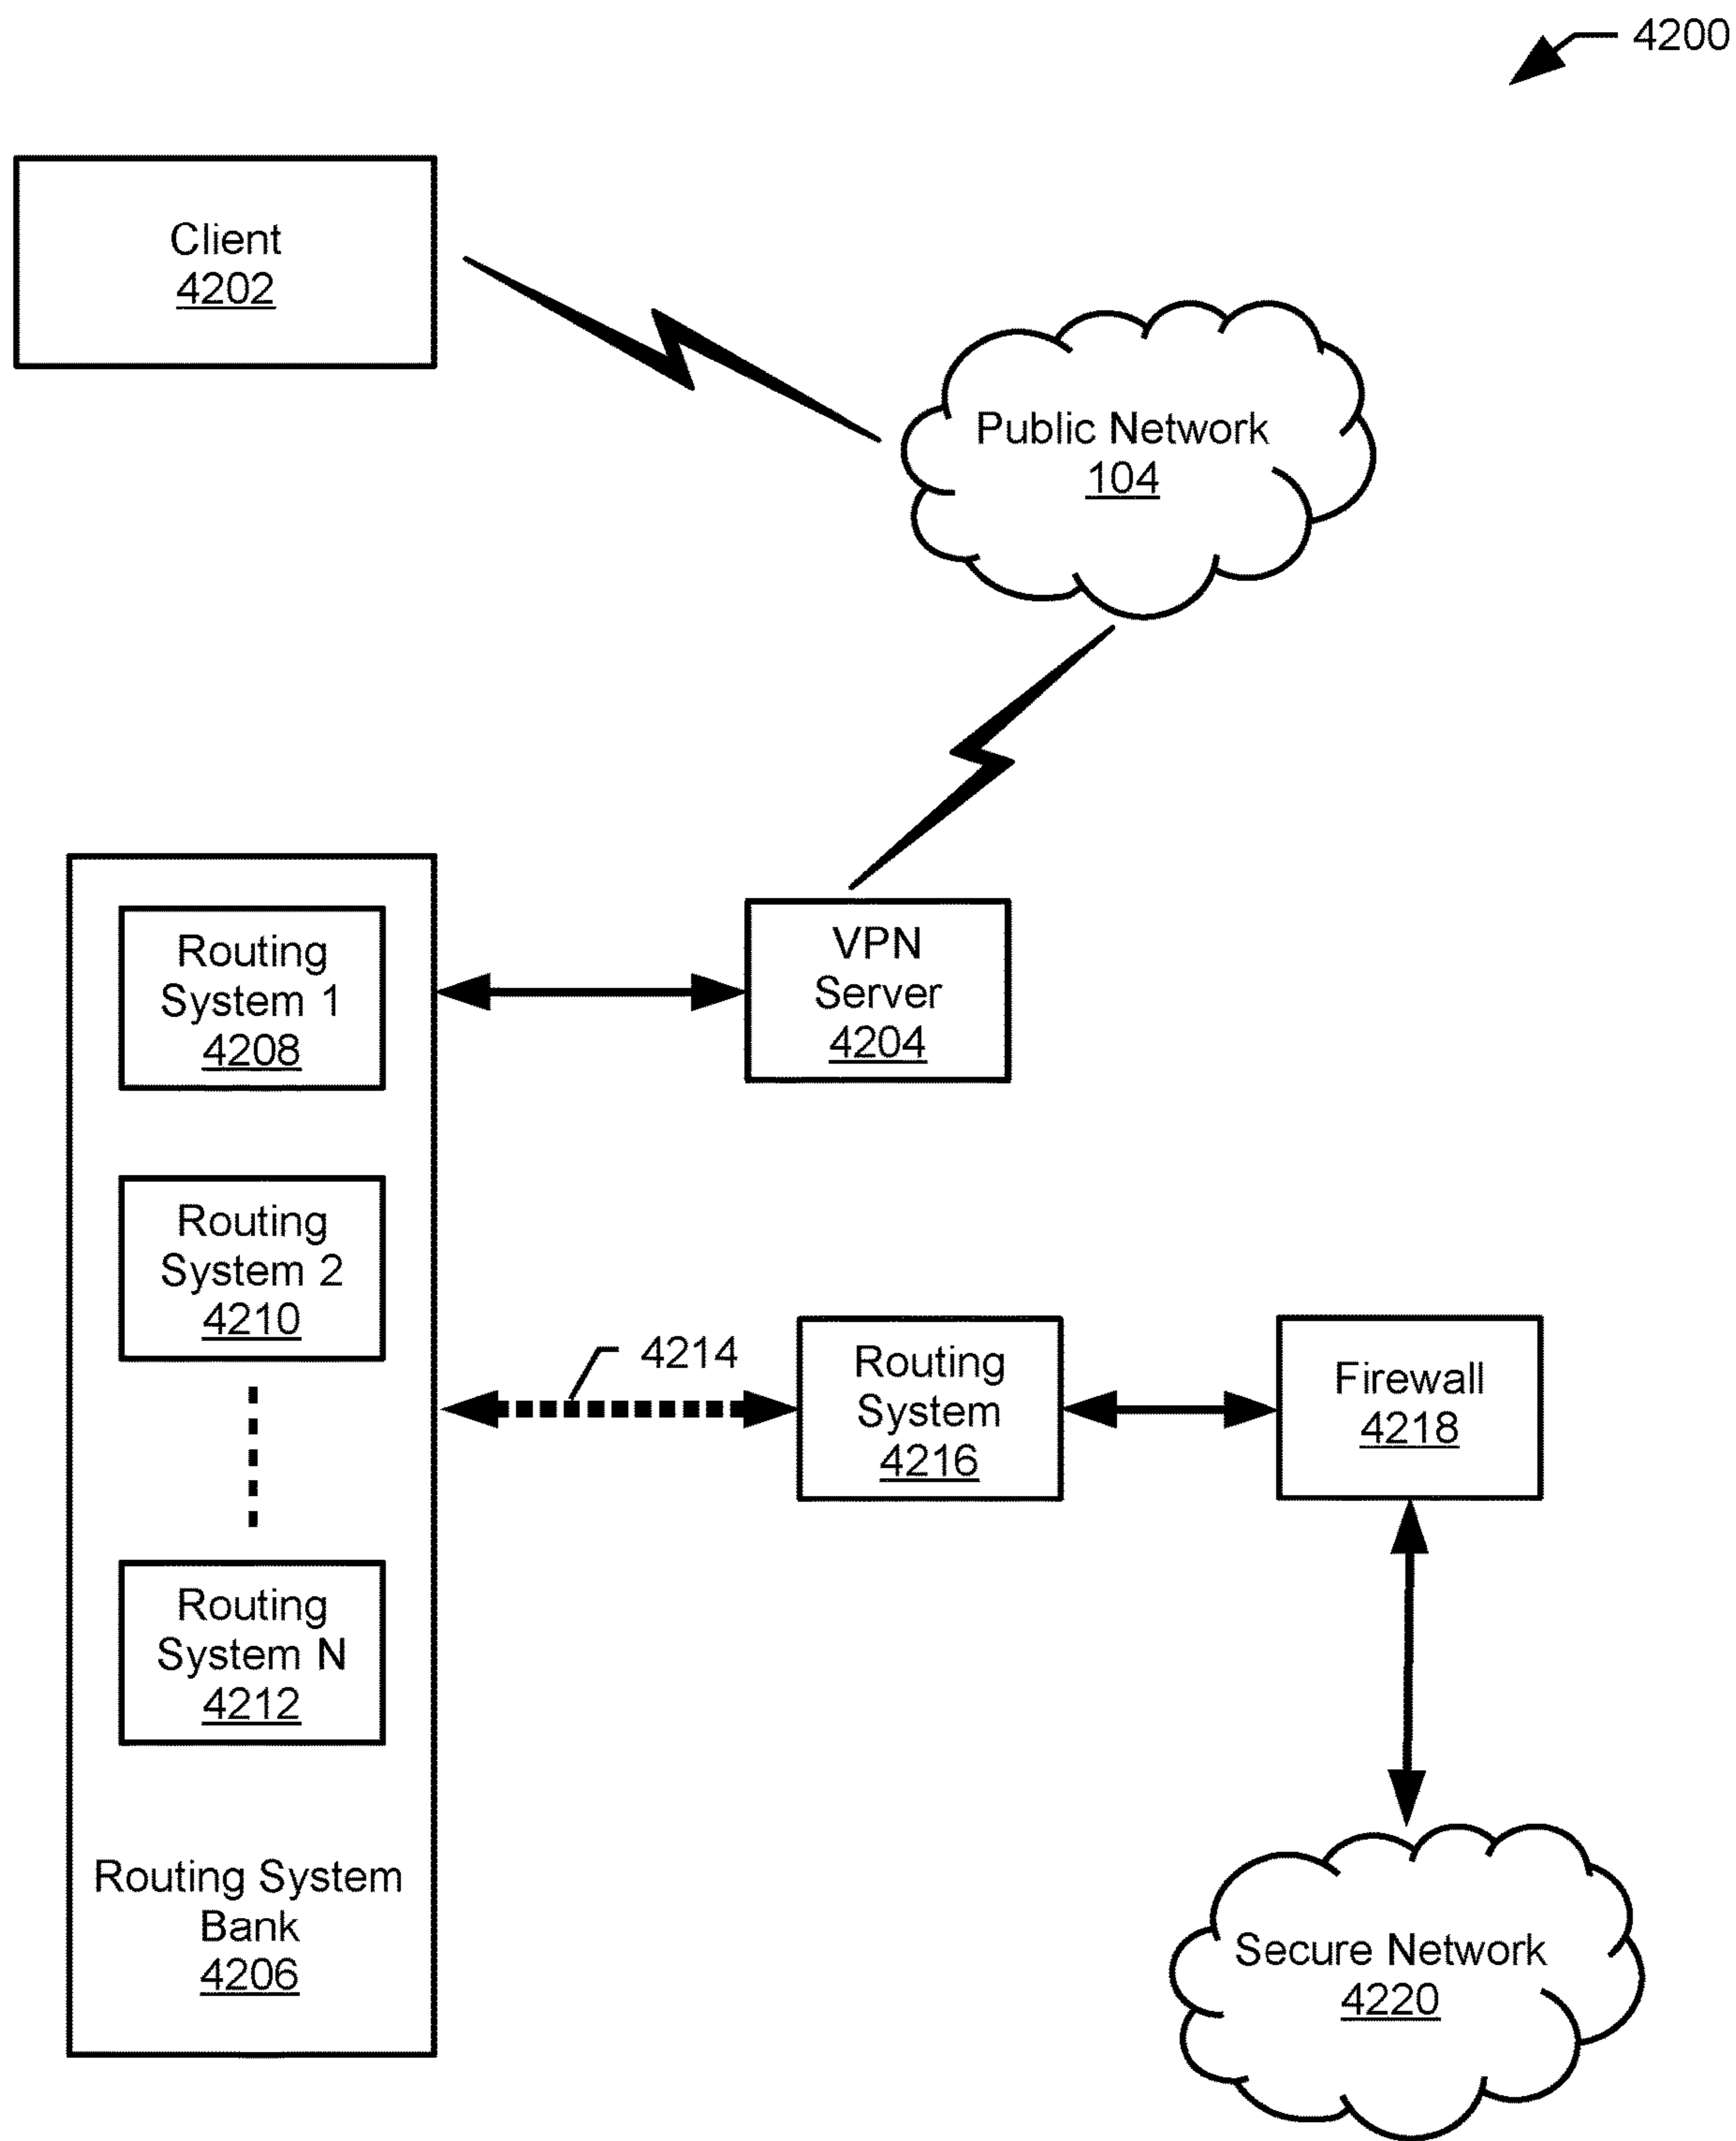 4200
Client
4202
Public Network
104
Routing
System 1
4208
VPN
Server
4204
Routing
System 2
4210
4214
Routing
System
4216
Firewall
4218
Routing
System N
4212
Routing System
Bank
4206
Secure Network
4220